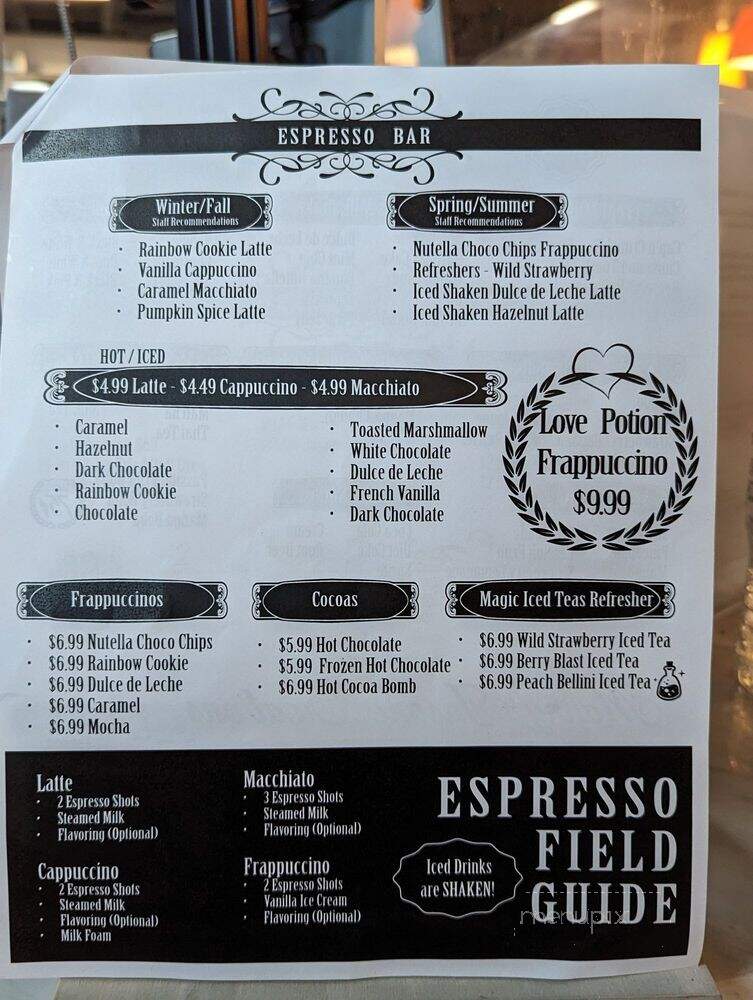 ESPRESSO BAR
Winter/Fall
Staff Recommendations
· Rainbow Cookie Latte
· Vanilla Cappuccino
· Caramel Macchiato
· Pumpkin Spice Latte
Spring/Summer
Staff Recommendations
· Nutella Choco Chips Frappuccino
· Refreshers - Wild Strawberry
· Iced Shaken Dulce de Leche Latte
· Iced Shaken Hazelnut Latte
HOT / ICED
$4.99 Latte - $4.49 Cappuccino - $4.99 Macchiato
· Caramel
· Hazelnut
· Dark Chocolate
· Rainbow Cookie
· Chocolate
· Toasted Marshmallow
· White Chocolate
· Dulce de Leche
· French Vanilla
· Dark Chocolate
Love Potion
Frappuccino
$9.99
Frappuccinos
· $6.99 Nutella Choco Chips
· $6.99 Rainbow Cookie
· $6.99 Dulce de Leche
· $6.99 Caramel
· $6.99 Mocha
Cocoas
· $5.99 Hot Chocolate
· $5.99 Frozen Hot Chocolate
· $6.99 Hot Cocoa Bomb
Magic Iced Teas Refresher
· $6.99 Wild Strawberry Iced Tea
· $6.99 Berry Blast Iced Tea
· $6.99 Peach Bellini Iced Tea
Latte
· 2 Espresso Shots
· Steamed Milk
· Flavoring (Optional)
Cappuccino
· 2 Espresso Shots
· Steamed Milk
· Flavoring (Optional)
· Milk Foam
Macchiato
· 3 Espresso Shots
· Steamed Milk
· Flavoring (Optional)
Frappuccino
· 2 Espresso Shots
· Vanilla Ice Cream
· Flavoring (Optional)
ESPRESSO
FIELD
GUIDE
Iced Drinks
are SHAKEN!
menupix